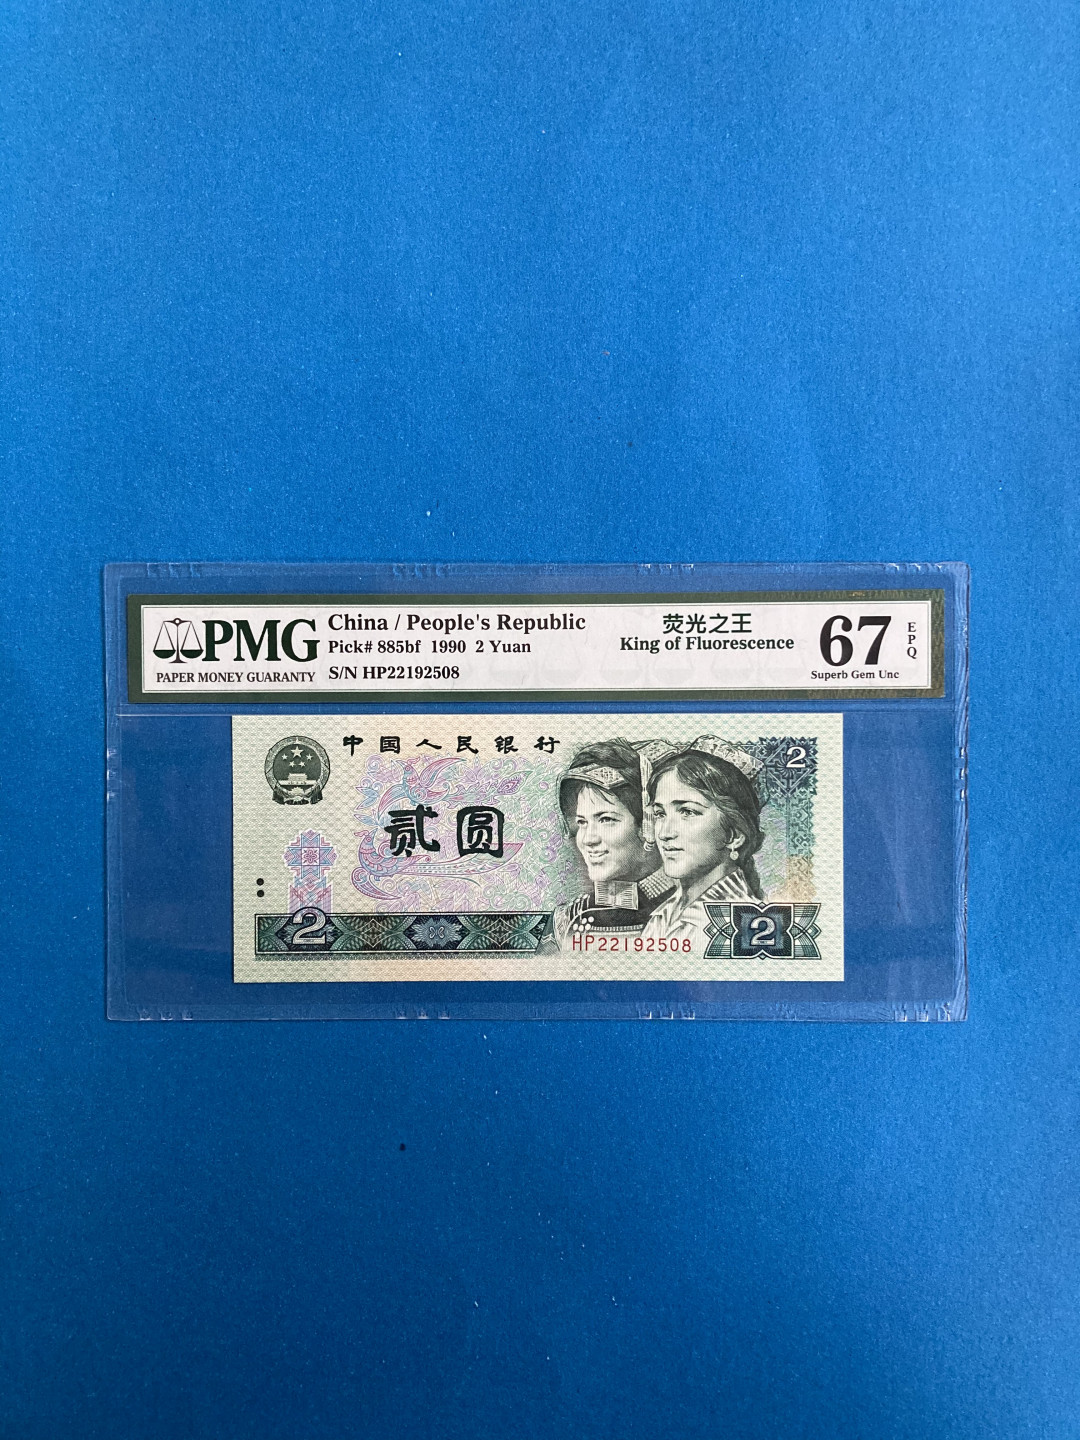 PMG
PAPER MONEY GUARANTY
China / People's Republic
Pick# 885bf 1990 2 Yuan
S/N HP22192508
荧光之王
King of Fluorescence
67
EPQ
Superb Gem Unc
中国人民银行
2
贰圆
2
HP22192508
2